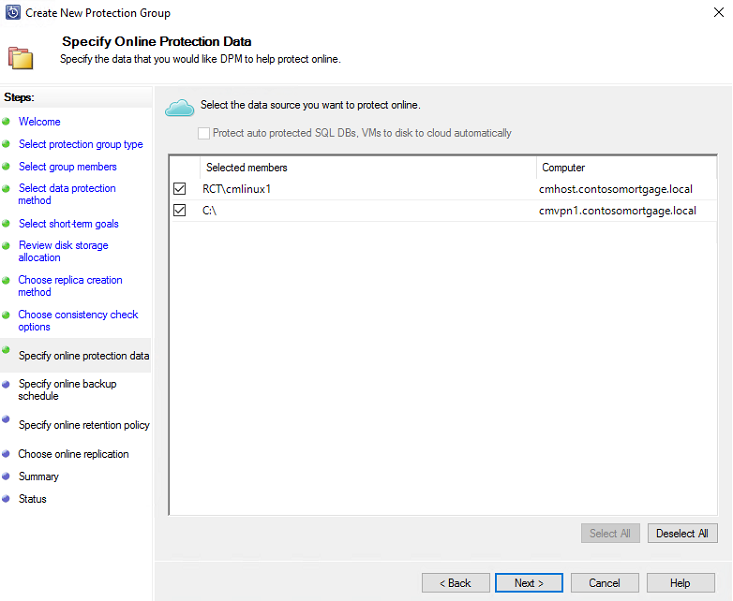 Create New Protection Group
Specify Online Protection Data
Specify the data that you would like DPM to help protect online.
Steps:
Welcome
Select protection group type
Select group members
Select data protection
method
Select short-term goals
Review disk storage
allocation
Choose replica creation
method
Choose consistency check
options
Specify online protection data
Specify online backup
schedule
Specify online retention policy
Choose online replication
Summary
Status
Select the data source you want to protect online.
Protect auto protected SQL DBs, VMs to disk to cloud automatically
Selected members Computer
RCT\cmlinux1 cmhost.contosomortgage.local
C:\ cmvpn1.contosomortgage.local
Select All Deselect All
< Back Next > Cancel Help